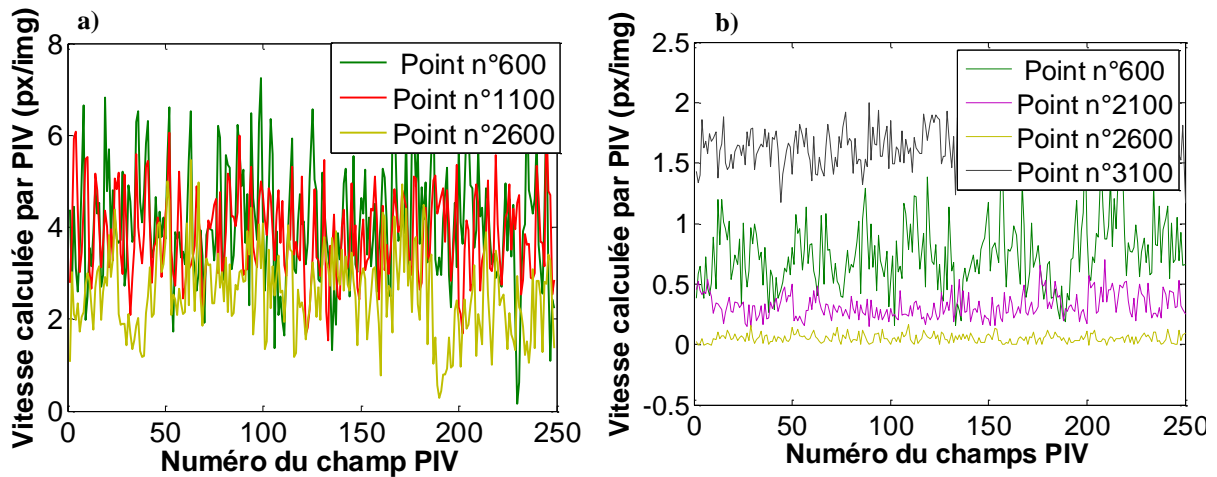 a)
Vitesse calculée par PIV (px/img)
8
6
4
2
0
Point n°600
Point n°1100
Point n°2600
0 50 100 150 200 250
Numéro du champ PIV
b)
Vitesse calculée par PIV (px/img)
2.5
2
1.5
1
0.5
0
-0.5
Point n°600
Point n°2100
Point n°2600
Point n°3100
0 50 100 150 200 250
Numéro du champs PIV